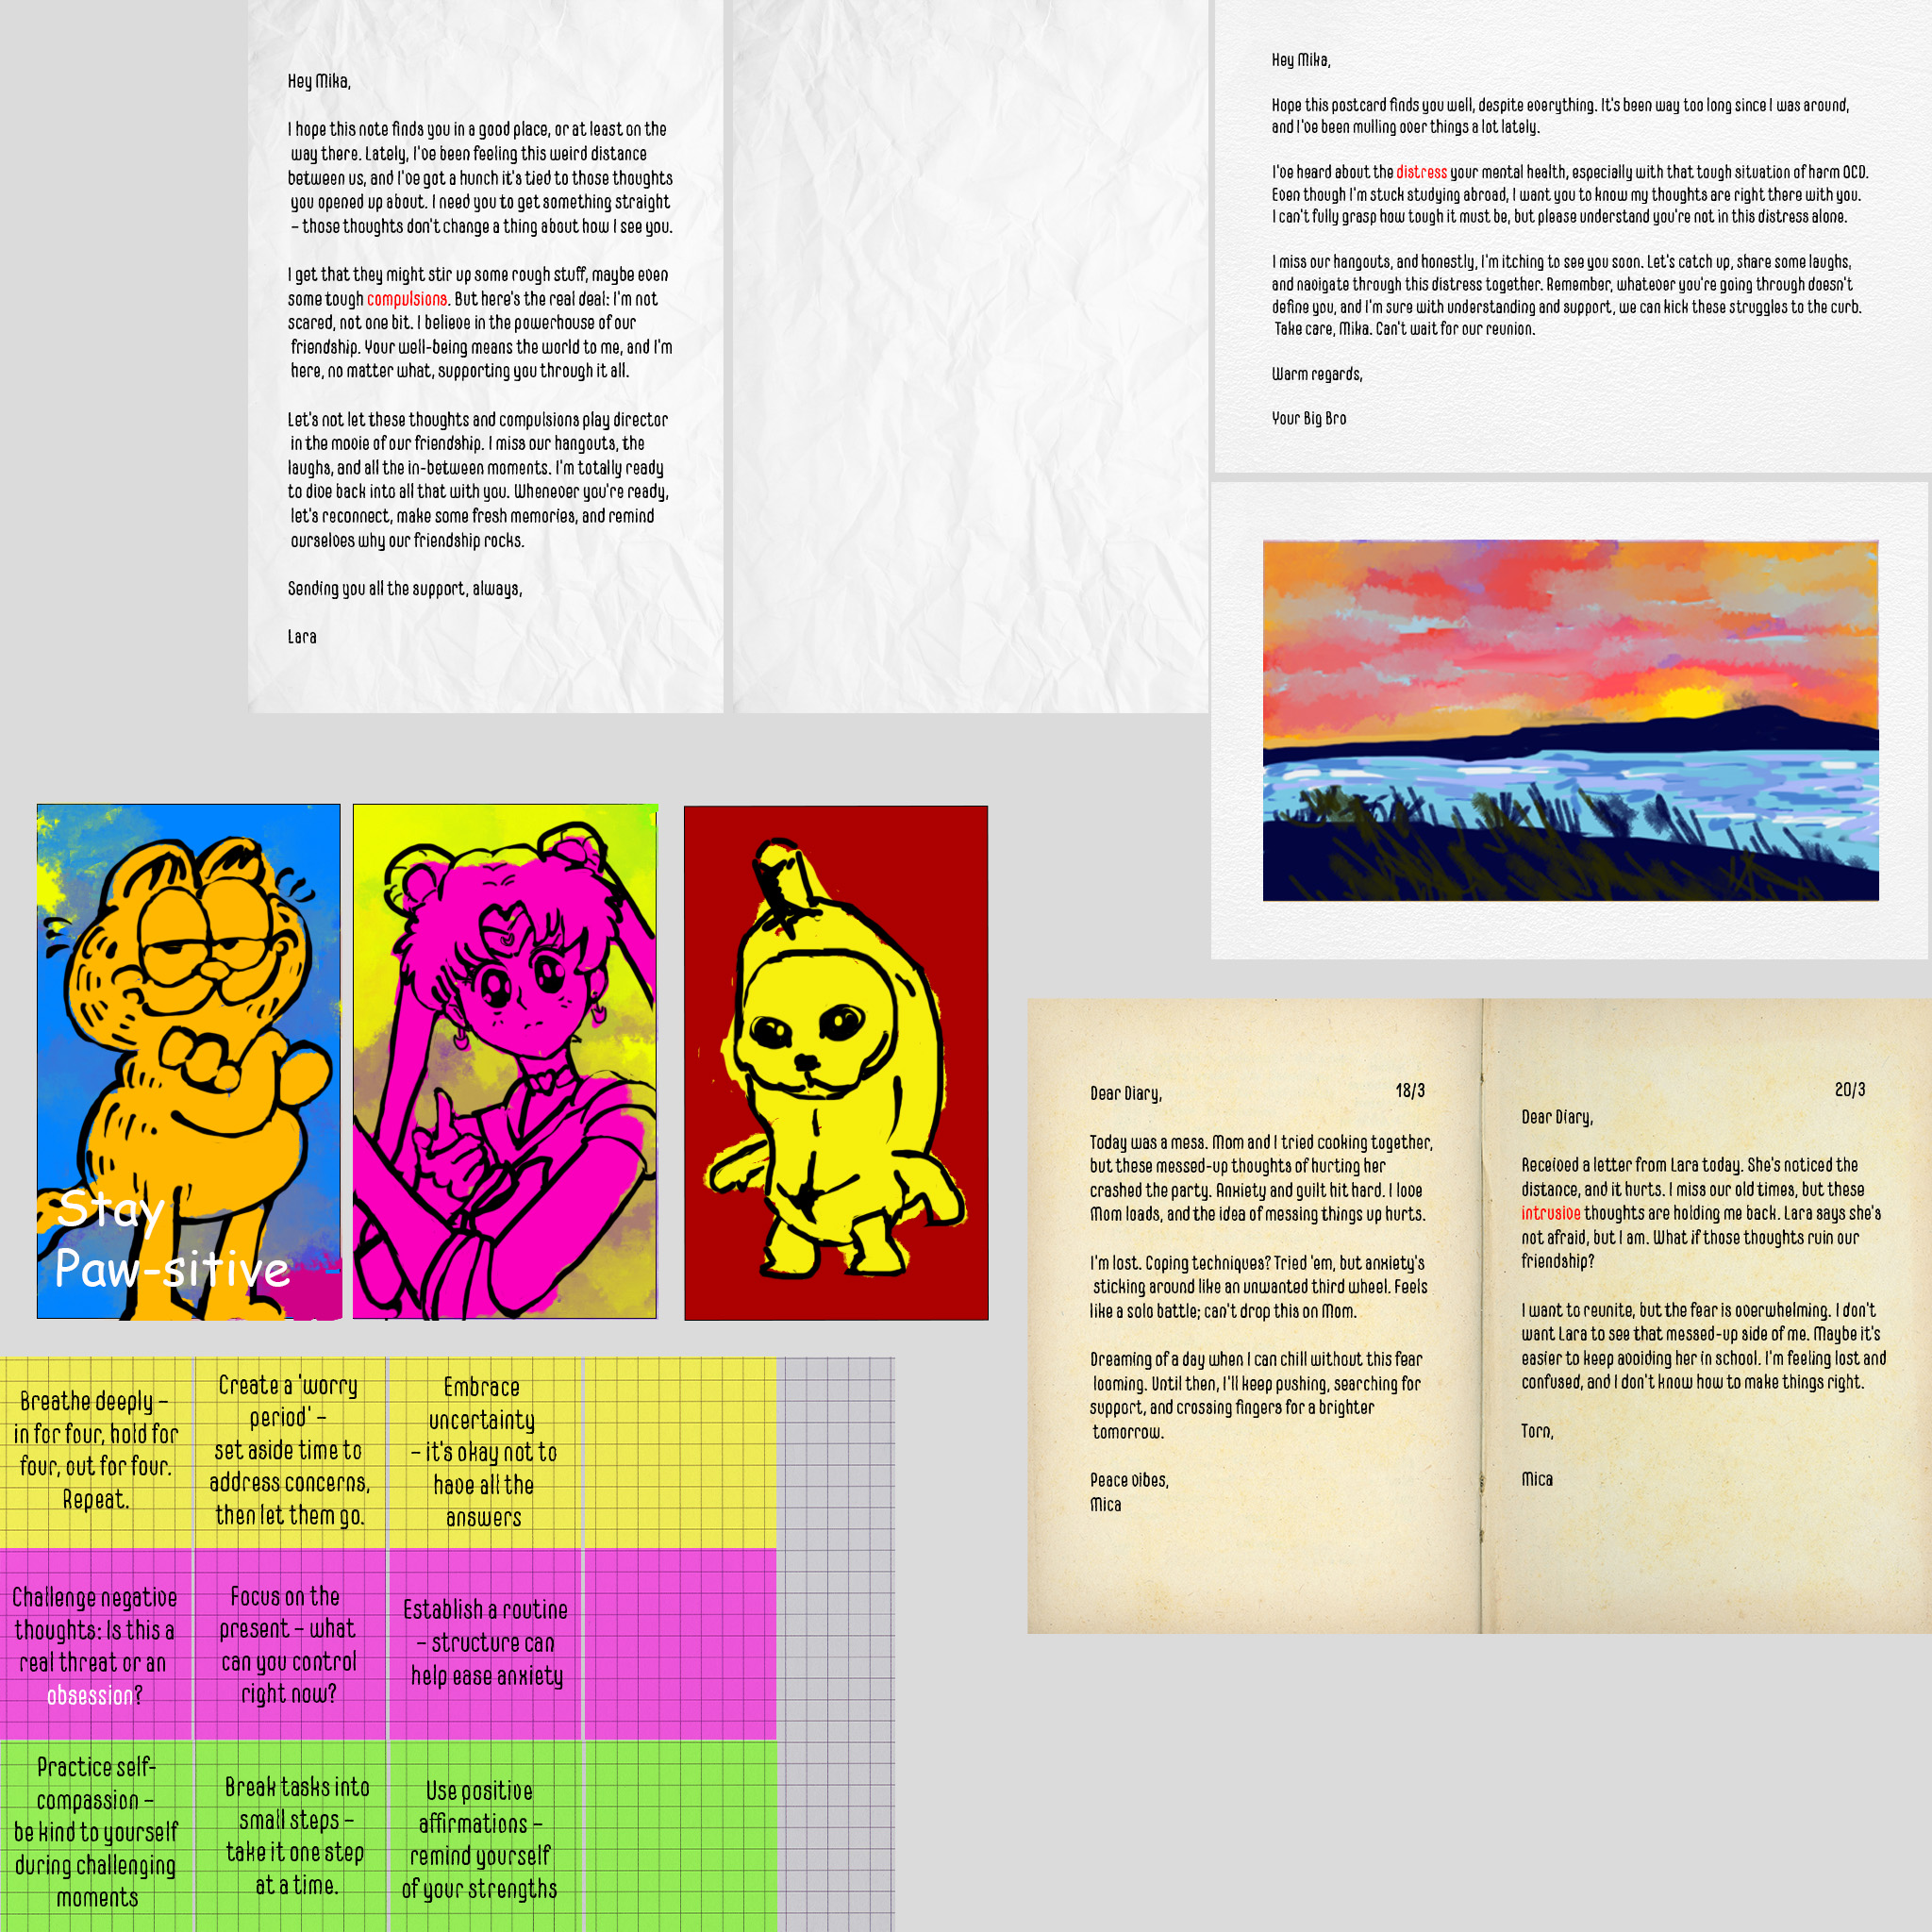 Hey Mika,
I hope this note finds you in a good place, or at least on the
way there. Lately, I've been feeling this weird distance
between us, and I've got a hunch it's tied to those thoughts
you opened up about. I need you to get something straight
– those thoughts don't change a thing about how I see you.
I get that they might stir up some rough stuff, maybe even
some tough compulsions. But here's the real deal: I'm not
scared, not one bit. I believe in the powerhouse of our
friendship. Your well-being means the world to me, and I'm
here, no matter what, supporting you through it all.
Let's not let these thoughts and compulsions play director
in the movie of our friendship. I miss our hangouts, the
laughs, and all the in-between moments. I'm totally ready
to dive back into all that with you. Whenever you're ready,
let's reconnect, make some fresh memories, and remind
ourselves why our friendship rocks.
Sending you all the support, always,
Lara
Hey Mika,
Hope this postcard finds you well, despite everything. It's been way too long since I was around,
and I've been mulling over things a lot lately.
I've heard about the distress your mental health, especially with that tough situation of harm OCD.
Even though I'm stuck studying abroad, I want you to know my thoughts are right there with you.
I can't fully grasp how tough it must be, but please understand you're not in this distress alone.
I miss our hangouts, and honestly, I'm itching to see you soon. Let's catch up, share some laughs,
and navigate through this distress together. Remember, whatever you're going through doesn't
define you, and I'm sure with understanding and support, we can kick these struggles to the curb.
Take care, Mika. Can't wait for our reunion.
Warm regards,
Your Big Bro
Stay
Paw-sitive
Dear Diary,
18/3
Today was a mess. Mom and I tried cooking together,
but these messed-up thoughts of hurting her
crashed the party. Anxiety and guilt hit hard. I love
Mom loads, and the idea of messing things up hurts.
I'm lost. Coping techniques? Tried 'em, but anxiety's
sticking around like an unwanted third wheel. Feels
like a solo battle; can't drop this on Mom.
Dreaming of a day when I can chill without this fear
looming. Until then, I'll keep pushing, searching for
support, and crossing fingers for a brighter
tomorrow.
Peace vibes,
Mica
20/3
Dear Diary,
Received a letter from Lara today. She's noticed the
distance, and it hurts. I miss our old times, but these
intrusive thoughts are holding me back. Lara says she's
not afraid, but I am. What if those thoughts ruin our
friendship?
I want to reunite, but the fear is overwhelming. I don't
want Lara to see that messed-up side of me. Maybe it's
easier to keep avoiding her in school. I'm feeling lost and
confused, and I don't know how to make things right.
Torn,
Mica
Breathe deeply –
in for four, hold for
four, out for four.
Repeat.
Create a 'worry
period' –
set aside time to
address concerns,
then let them go.
Embrace
uncertainty
– it's okay not to
have all the
answers
Challenge negative
thoughts: Is this a
real threat or an
obsession?
Focus on the
present – what
can you control
right now?
Establish a routine
– structure can
help ease anxiety
Practice self-
compassion –
be kind to yourself
during challenging
moments
Break tasks into
small steps –
take it one step
at a time.
Use positive
affirmations –
remind yourself
of your strengths